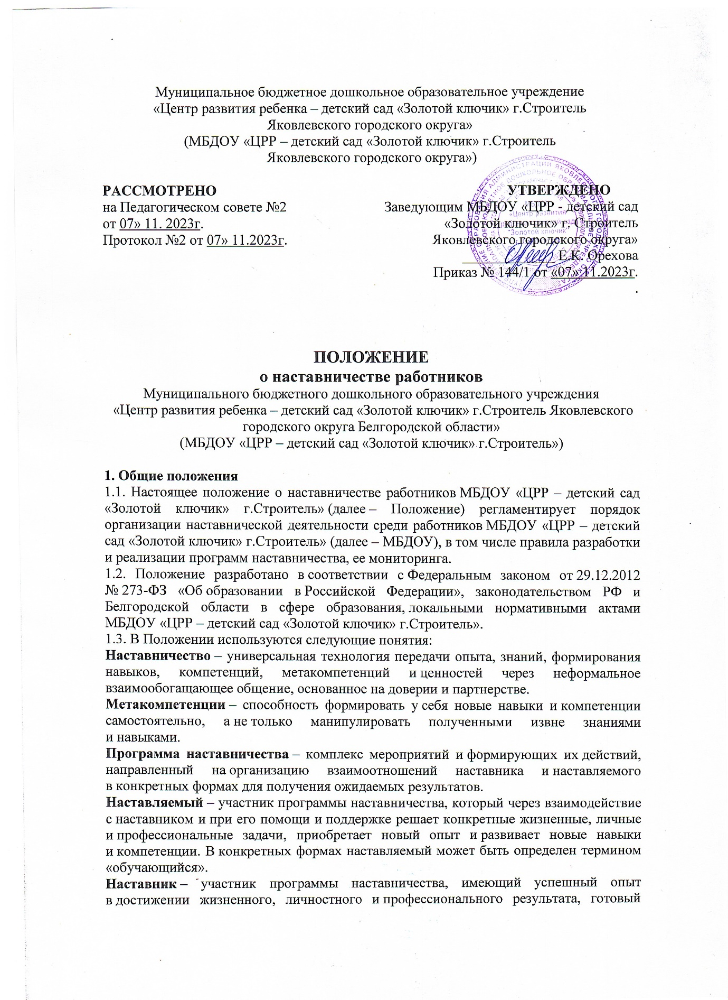 Муниципальное бюджетное дошкольное образовательное учреждение
«Центр развития ребенка – детский сад «Золотой ключик» г.Строитель
Яковлевского городского округа»
(МБДОУ «ЦРР – детский сад «Золотой ключик» г.Строитель
Яковлевского городского округа»)
РАССМОТРЕНО
на Педагогическом совете №2
от 07» 11. 2023г.
Протокол №2 от 07» 11.2023г.
УТВЕРЖДЕНО
Заведующим МБДОУ «ЦРР - детский сад
«Золотой ключик» г. Строитель
Яковлевского городского округа»
Е.К. Орехова
Приказ № 144/1 от «07» 11.2023г.
.
«Центр развития
"Золотой ключик"
ПОЛОЖЕНИЕ
о наставничестве работников
Муниципального бюджетного дошкольного образовательного учреждения
«Центр развития ребенка – детский сад «Золотой ключик» г.Строитель Яковлевского
городского округа Белгородской области»
(МБДОУ «ЦРР – детский сад «Золотой ключик» г.Строитель»)
1. Общие положения
1.1. Настоящее положение о наставничестве работников МБДОУ «ЦРР – детский сад
«Золотой ключик» г.Строитель» (далее – Положение) регламентирует порядок
организации наставнической деятельности среди работников МБДОУ «ЦРР – детский
сад «Золотой ключик» г.Строитель» (далее – МБДОУ), в том числе правила разработки
и реализации программ наставничества, ее мониторинга.
1.2. Положение разработано в соответствии с Федеральным законом от 29.12.2012
№ 273-ФЗ «Об образовании в Российской Федерации», законодательством РФ и
Белгородской области в сфере образования, локальными нормативными актами
МБДОУ «ЦРР – детский сад «Золотой ключик» г.Строитель».
1.3. В Положении используются следующие понятия:
Наставничество – универсальная технология передачи опыта, знаний, формирования
навыков, компетенций, метакомпетенций и ценностей через неформальное
взаимообогащающее общение, основанное на доверии и партнерстве.
Метакомпетенции – способность формировать у себя новые навыки и компетенции
самостоятельно, а не только манипулировать полученными извне знаниями
и навыками.
Программа наставничества – комплекс мероприятий и формирующих их действий,
направленный на организацию взаимоотношений наставника и наставляемого
в конкретных формах для получения ожидаемых результатов.
Наставляемый – участник программы наставничества, который через взаимодействие
с наставником и при его помощи и поддержке решает конкретные жизненные, личные
и профессиональные задачи, приобретает новый опыт и развивает новые навыки
и компетенции. В конкретных формах наставляемый может быть определен термином
«обучающийся».
Наставник – участник программы наставничества, имеющий успешный опыт
в достижении жизненного, личностного и профессионального результата, готовый